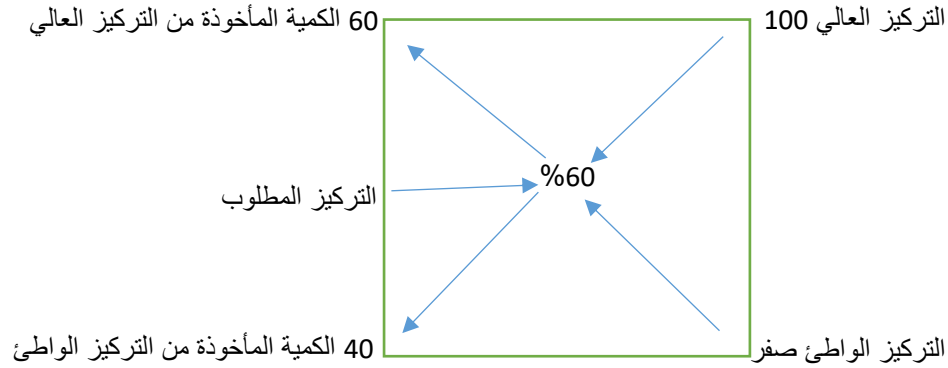 التركيز العالي 100
60 الكمية المأخوذة من التركيز العالي
%60
التركيز المطلوب
التركيز الواطئ صفر
40 الكمية المأخوذة من التركيز الواطئ